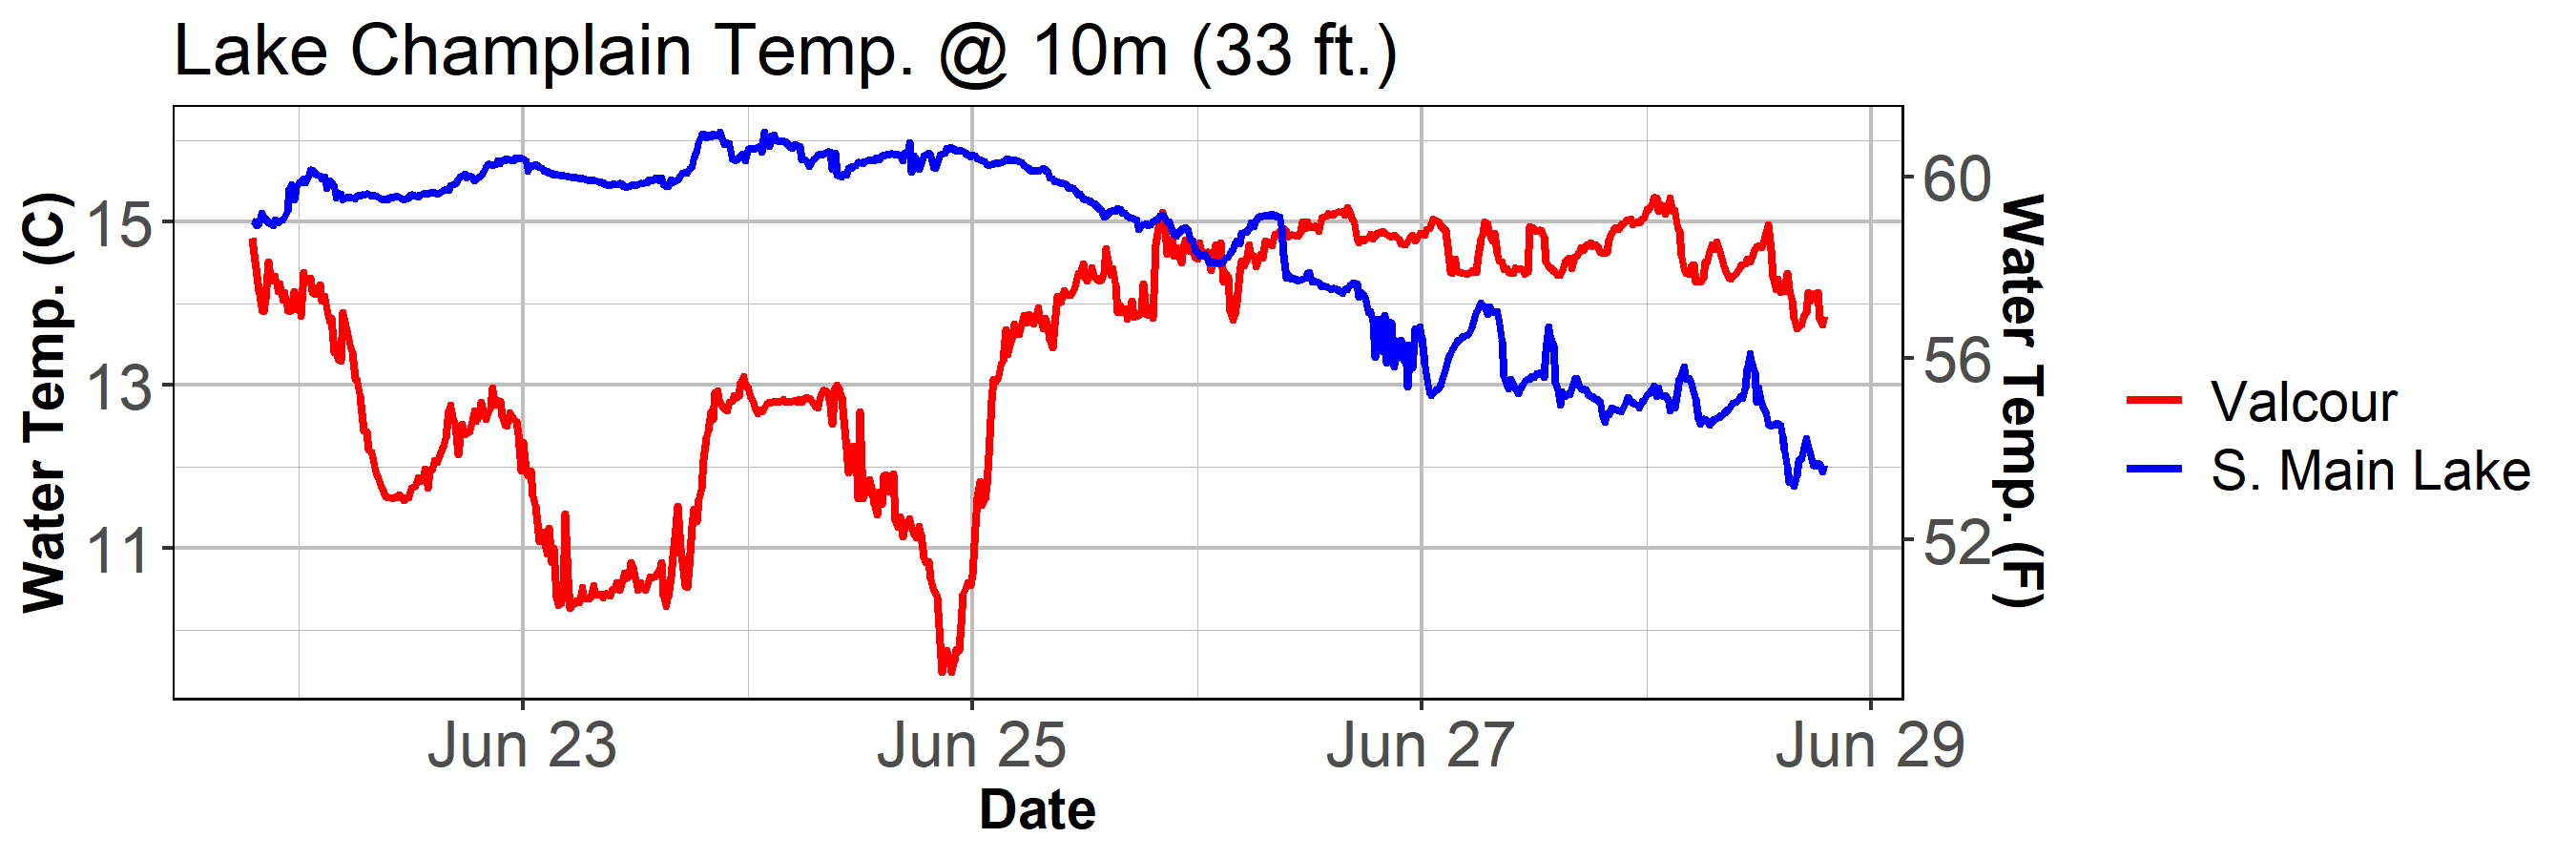 Lake Champlain Temp. @ 10m (33 ft.)
Water Temp. (C)
15
13
11
60
56
52
Water Temp. (F)
Valcour
S. Main Lake
Jun 23
Jun 25
Jun 27
Jun 29
Date